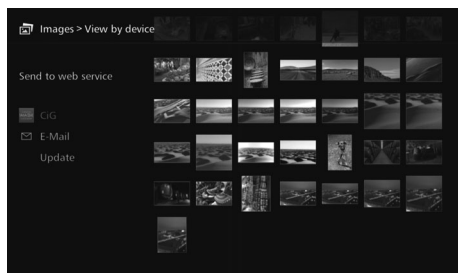 Images > View by device
Send to web service
CiG
E-Mail
Update